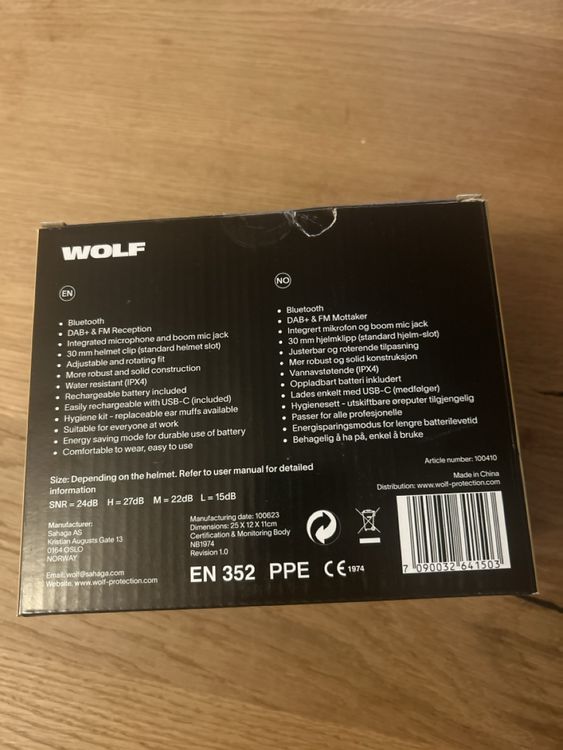 WOLF
EN
• Bluetooth
• DAB+ & FM Reception
• Integrated microphone and boom mic jack
• 30 mm helmet clip (standard helmet slot)
• Adjustable and rotating fit
• More robust and solid construction
• Water resistant (IPX4)
• Rechargeable battery included
• Easily rechargeable with USB-C (included)
• Hygiene kit - replaceable ear muffs available
• Suitable for everyone at work
• Energy saving mode for durable use of battery
• Comfortable to wear, easy to use
NO
• Bluetooth
• DAB+ & FM Mottaker
• Integrert mikrofon og boom mic jack
• 30 mm hjelmklipp (standard hjelm-slot)
• Justerbar og roterende tilpasning
• Mer robust og solid konstruksjon
• Vannavstøtende (IPX4)
• Oppladbart batteri inkludert
• Lades enkelt med USB-C (medfølger)
• Hygienesett - utskiftbare øreputer tilgjengelig
• Passer for alle profesjonelle
• Energisparingsmodus for lengre batterilevetid
• Behagelig å ha på, enkel å bruke
Size: Depending on the helmet. Refer to user manual for detailed
information
SNR = 24dB H = 27dB M = 22dB L = 15dB
Article number: 100410
Made in China
Distribution: www.wolf-protection.com
Manufacturer:
Sahaga AS
Kristian Augusts Gate 13
0164 OSLO
NORWAY
Email: wolf@sahaga.com
Website: www.wolf-protection.com
Manufacturing date: 100623
Dimensions: 25 X 12 X 11cm
Certification & Monitoring Body
NB1974
Revision 1.0
EN 352 PPE CE 1974
7 090032 641503